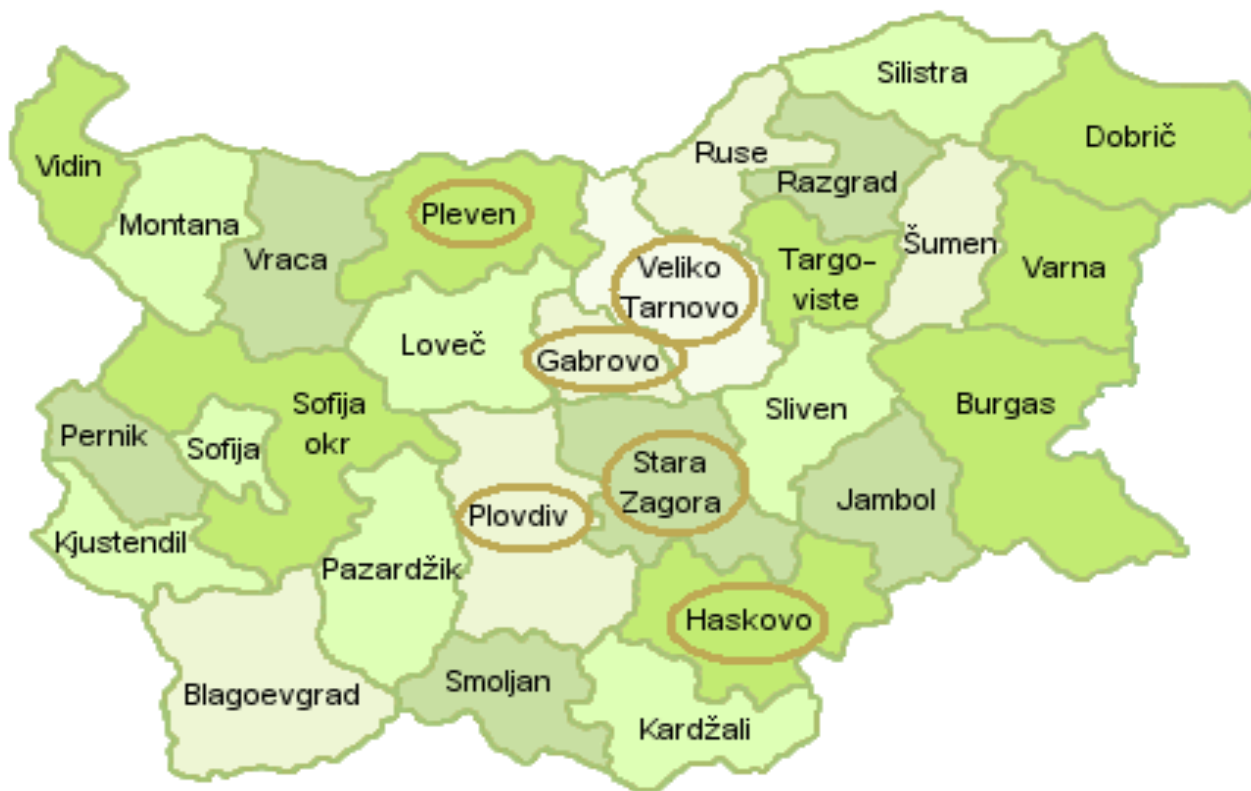 Silistra
Dobrič
Ruse
Vidin
Razgrad
Pleven
Montana
Šumen
Vraca
Veliko
Tarnovo
Targo-
viste
Varna
Loveč
Gabrovo
Sofija
okr
Sliven
Burgas
Pernik
Sofija
Stara
Zagora
Jambol
Plovdiv
Kjustendil
Pazardžik
Haskovo
Blagoevgrad
Smoljan
Kardžali